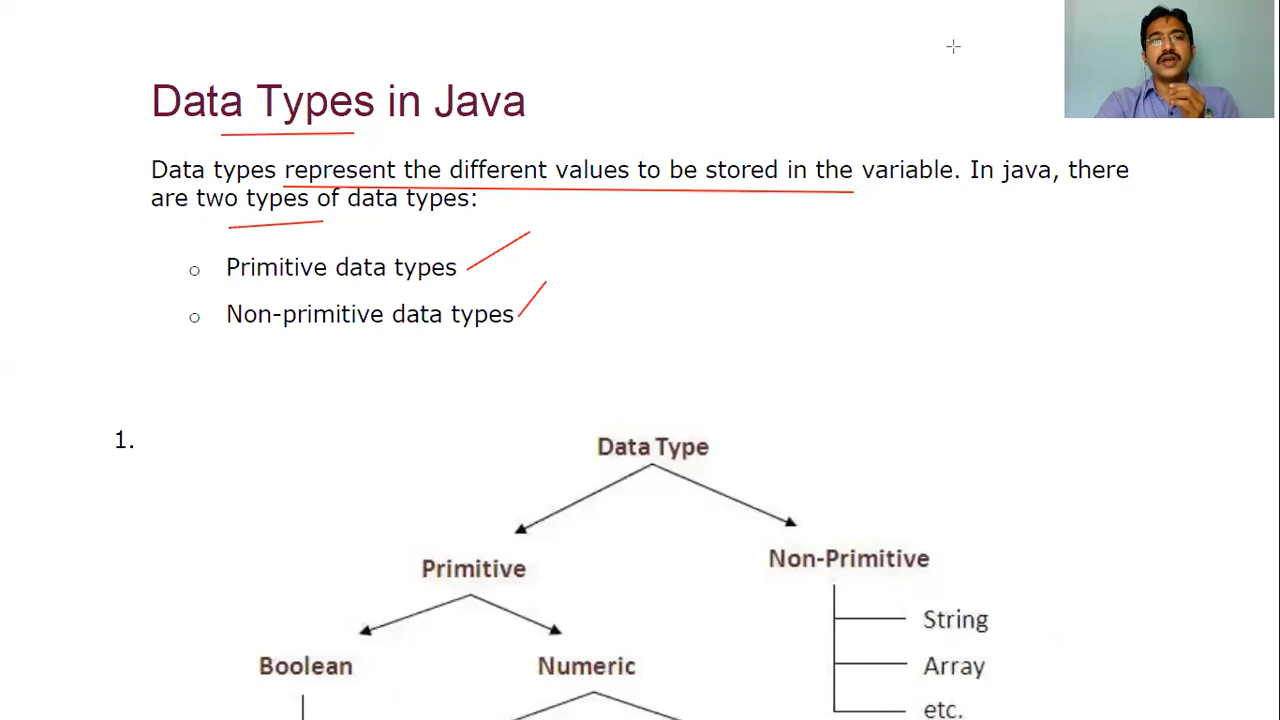 Data Types in Java
Data types represent the different values to be stored in the variable. In java, there
are two types of data types:
o Primitive data types
o Non-primitive data types
1.
Data Type
Primitive
Non-Primitive
String
Boolean
Numeric
Array
etc.